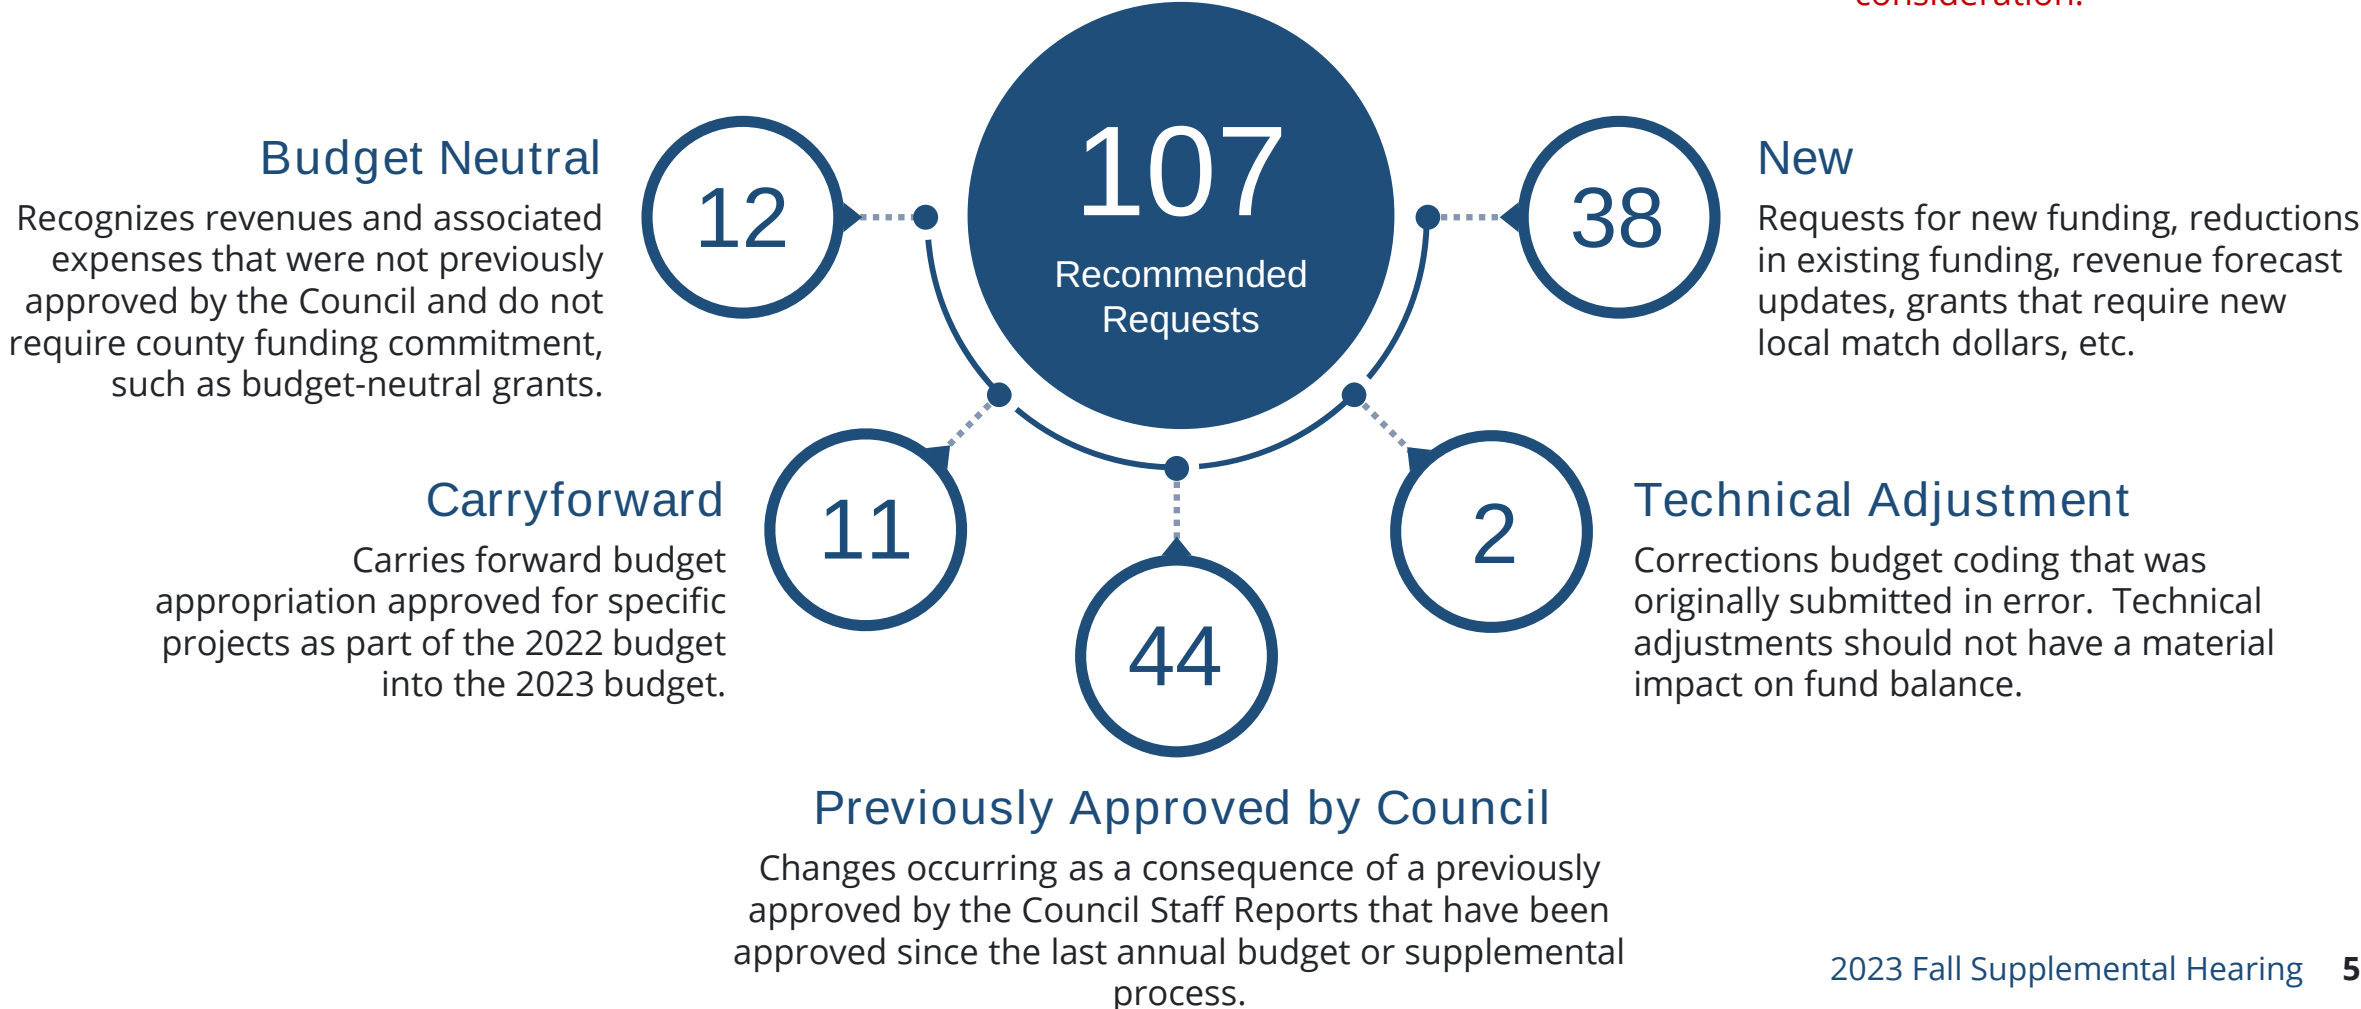 consideration.
107
Recommended
Requests
Budget Neutral
Recognizes revenues and associated
expenses that were not previously
approved by the Council and do not
require county funding commitment,
such as budget-neutral grants.
12
38
New
Requests for new funding, reductions
in existing funding, revenue forecast
updates, grants that require new
local match dollars, etc.
Carryforward
Carries forward budget
appropriation approved for specific
projects as part of the 2022 budget
into the 2023 budget.
11
44
2
Technical Adjustment
Corrections budget coding that was
originally submitted in error.  Technical
adjustments should not have a material
impact on fund balance.
Previously Approved by Council
Changes occurring as a consequence of a previously
approved by the Council Staff Reports that have been
approved since the last annual budget or supplemental
process.
2023 Fall Supplemental Hearing 5